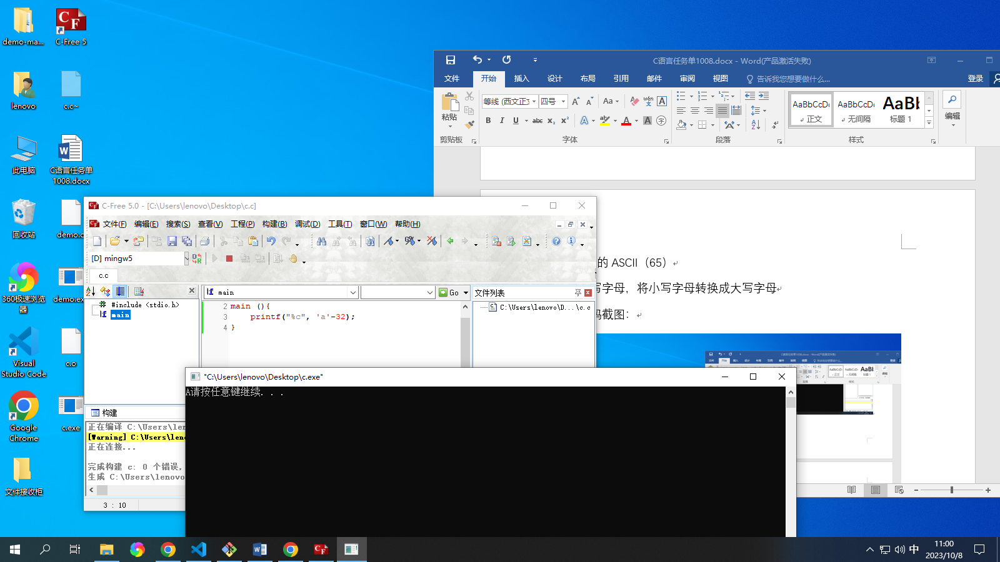 demo-ma...
C-Free 5
lenovo
c.c~
此电脑
C语言任务单
1008.docx
回收站
demo.c
360极速浏览
器
demo.ex
Visual
Studio Code
c.o
Google
Chrome
c.exe
文件接收柜
C语言任务单1008.docx - Word(产品激活失败)
文件 开始 插入 设计 布局 引用 邮件 审阅 视图 告诉我您想要做什么... 登录
粘贴
剪贴板
等线 (西文正 四号
B I U abc x₂ x²
Aa wén 文 A
字体
段落
AaBbCcDc AaBbCcDc AaBb
正文 无间隔 标题 1
样式
编辑
的 ASCII（65）
写字母，将小写字母转换成大写字母
码截图：
C-Free 5.0 - [C:\Users\lenovo\Desktop\c.c]
文件(F) 编辑(E) 搜索(S) 查看(V) 工程(P) 构建(B) 调试(D) 工具(T) 窗口(W) 帮助(H)
[D] mingw5
c.c
main
Go
文件列表
#include <stdio.h>
main
2 main (){
3 printf("%c", 'a'-32);
4 }
C:\Users\lenovo\D...\c.c
构建
正在编译 C:\Users\len
[Warning] C:\Users\leno
正在连接...
完成构建 c: 0 个错误,
生成 C:\Users\lenovo
3 : 10
"C:\Users\lenovo\Desktop\c.exe"
A请按任意键继续. . .
中
11:00
2023/10/8